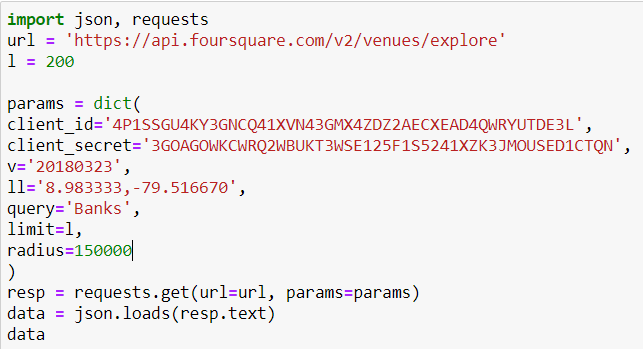 import json, requests
url = 'https://api.foursquare.com/v2/venues/explore'
l = 200
params = dict(
client_id='4P1SSGU4KY3GNCQ41XVN43GMX4ZDZ2AECXEAD4QWRYUTDE3L',
client_secret='3GOAGOWKCWRQ2WBUKT3WSE125F1S5241XZK3JMOUSED1CTQN',
v='20180323',
ll='8.983333,-79.516670',
query='Banks',
limit=l,
radius=150000
)
resp = requests.get(url=url, params=params)
data = json.loads(resp.text)
data